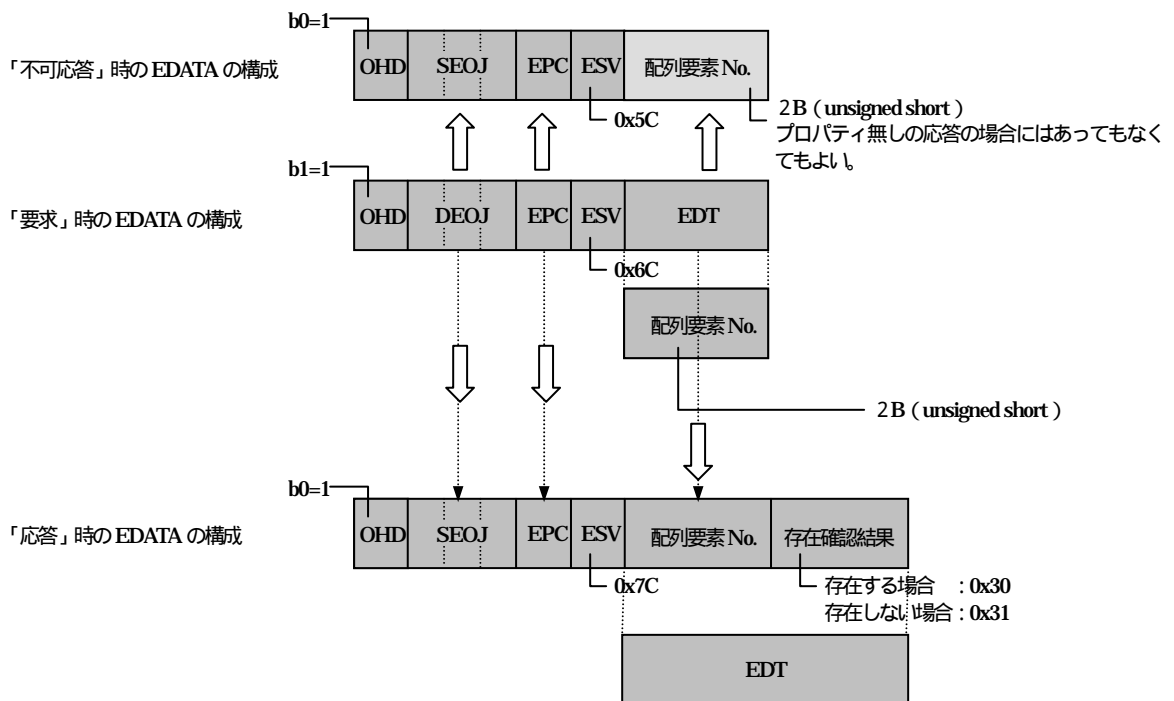 b0=1
「不可応答」時の EDATA の構成
OHD SEOJ EPC ESV 配列要素 No.
0x5C
2B(unsigned short)
プロパティ無しの応答の場合にはあってもなく
てもよい。
b1=1
「要求」時の EDATA の構成
OHD DEOJ EPC ESV EDT
0x6C
配列要素 No.
2B(unsigned short)
b0=1
「応答」時の EDATA の構成
OHD SEOJ EPC ESV 配列要素 No. 存在確認結果
0x7C
存在する場合 : 0x30
存在しない場合 : 0x31
EDT